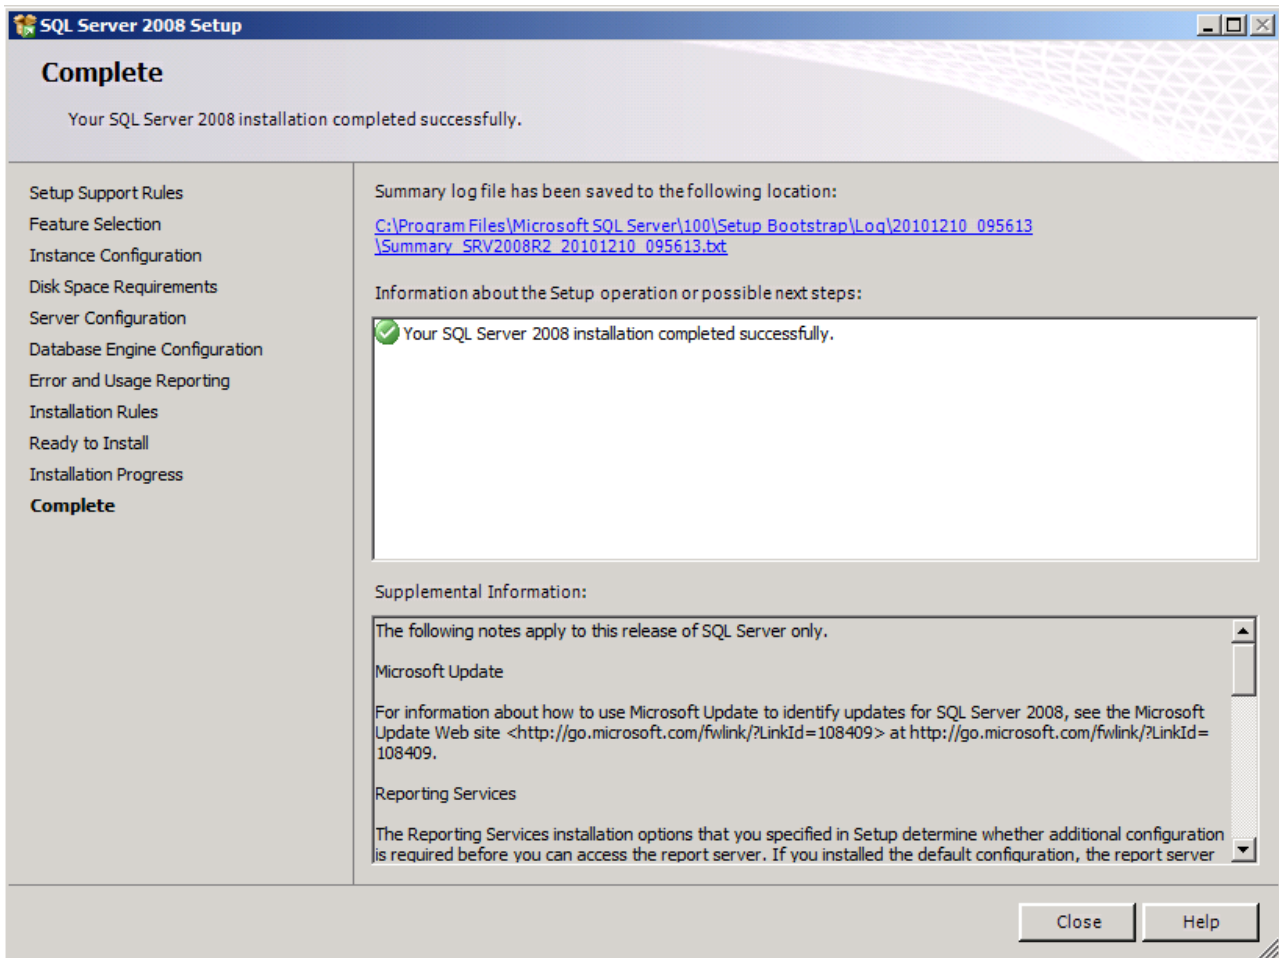 SQL Server 2008 Setup
Complete
Your SQL Server 2008 installation completed successfully.
Setup Support Rules
Feature Selection
Instance Configuration
Disk Space Requirements
Server Configuration
Database Engine Configuration
Error and Usage Reporting
Installation Rules
Ready to Install
Installation Progress
Complete
Summary log file has been saved to the following location:
C:\Program Files\Microsoft SQL Server\100\Setup Bootstrap\Log\20101210_095613
\Summary_SRV2008R2_20101210_095613.txt
Information about the Setup operation or possible next steps:
Your SQL Server 2008 installation completed successfully.
Supplemental Information:
The following notes apply to this release of SQL Server only.
Microsoft Update
For information about how to use Microsoft Update to identify updates for SQL Server 2008, see the Microsoft
Update Web site <http://go.microsoft.com/fwlink/?LinkId=108409> at http://go.microsoft.com/fwlink/?LinkId=
108409.
Reporting Services
The Reporting Services installation options that you specified in Setup determine whether additional configuration
is required before you can access the report server. If you installed the default configuration, the report server
Close
Help